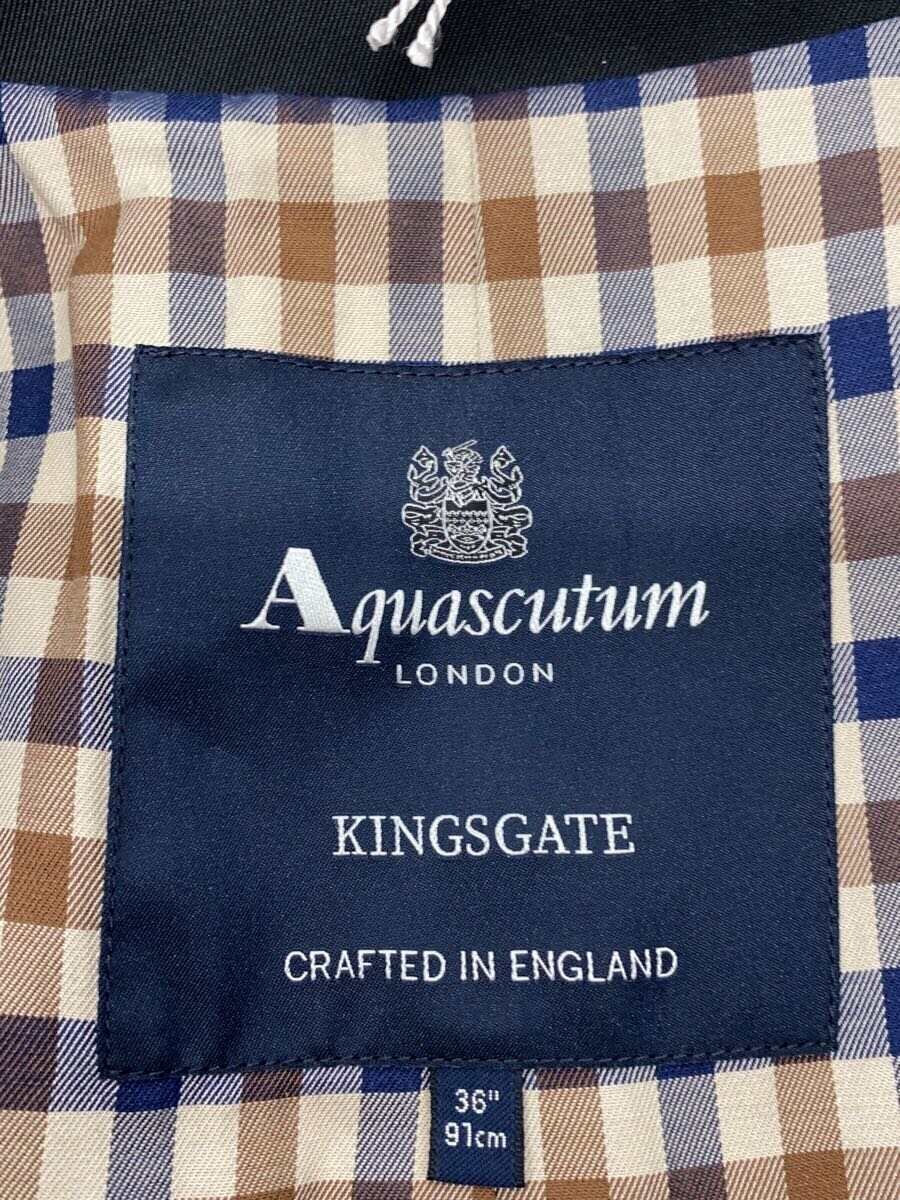 Aquascutum
LONDON
KINGSGATE
CRAFTED IN ENGLAND
36"
91cm